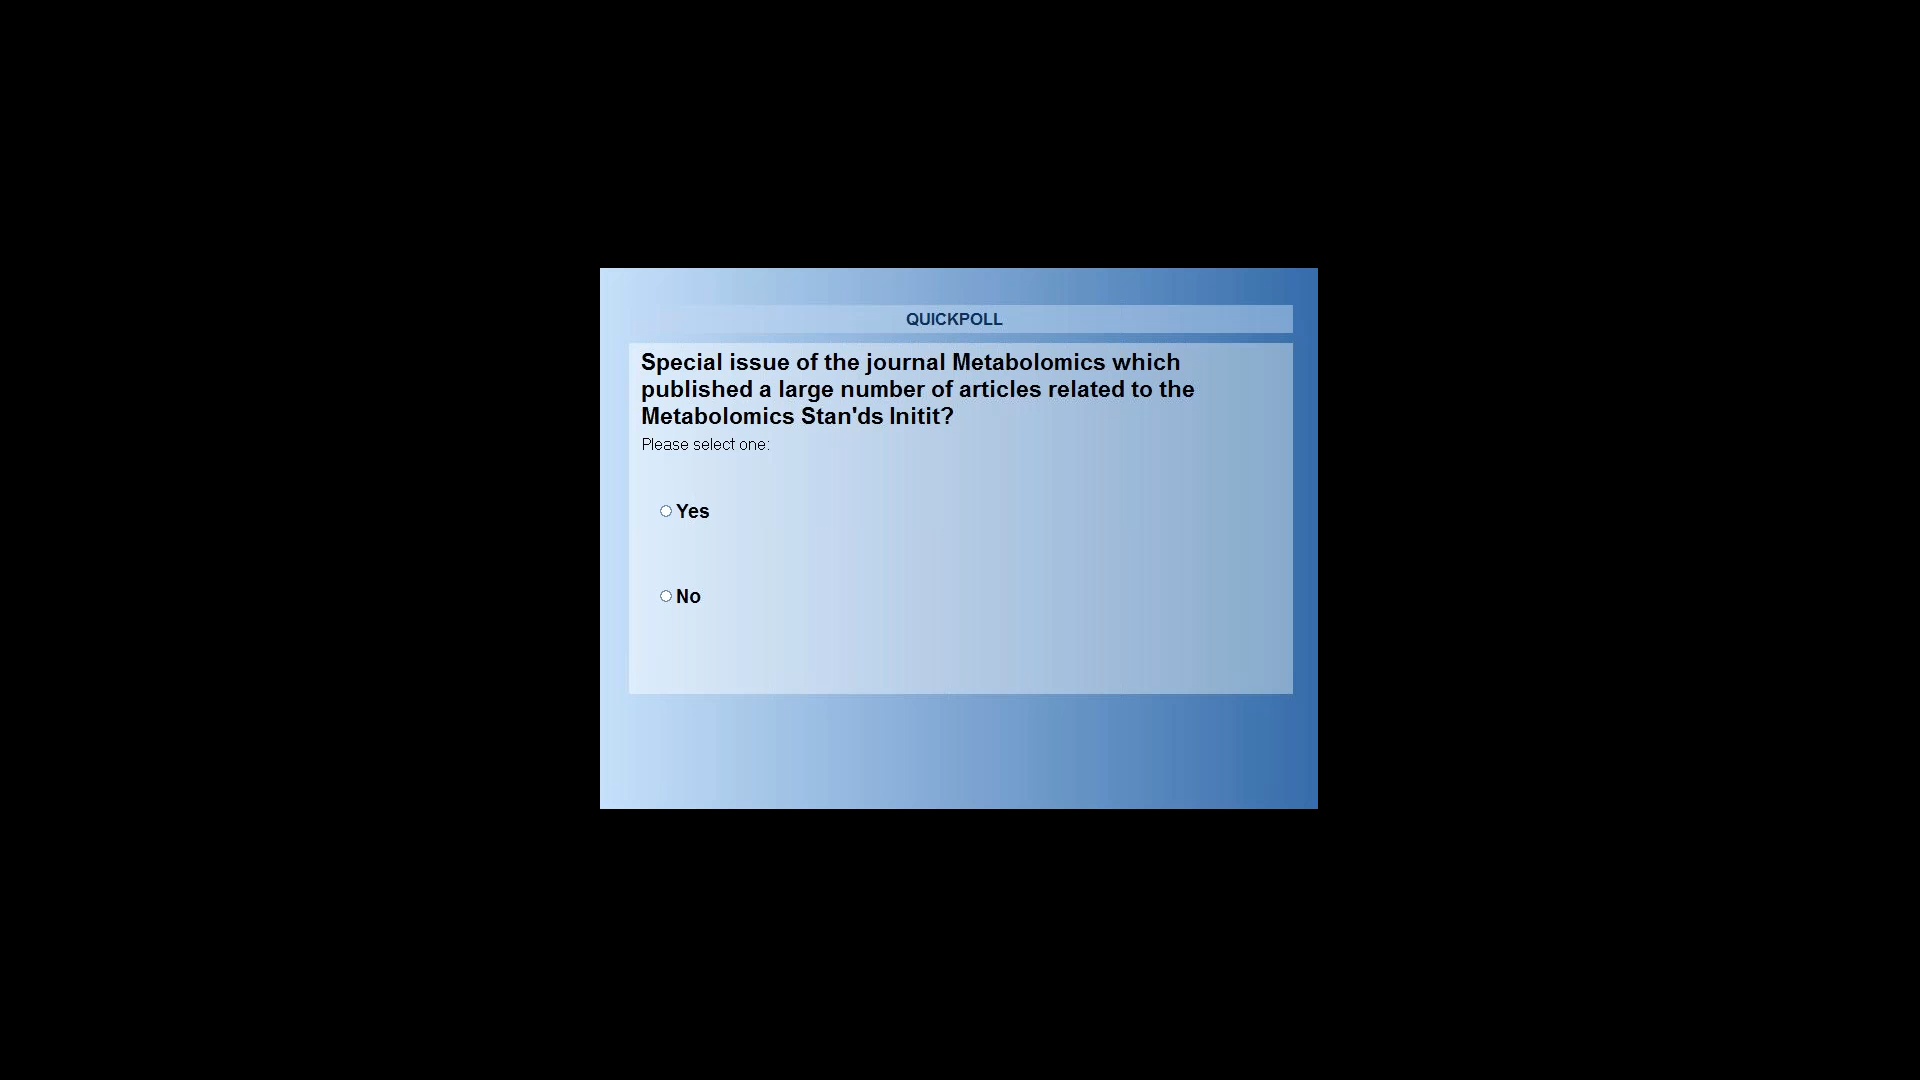 QUICKPOLL
Special issue of the journal Metabolomics which
published a large number of articles related to the
Metabolomics Stan'ds Initit?
Please select one:
Yes
No